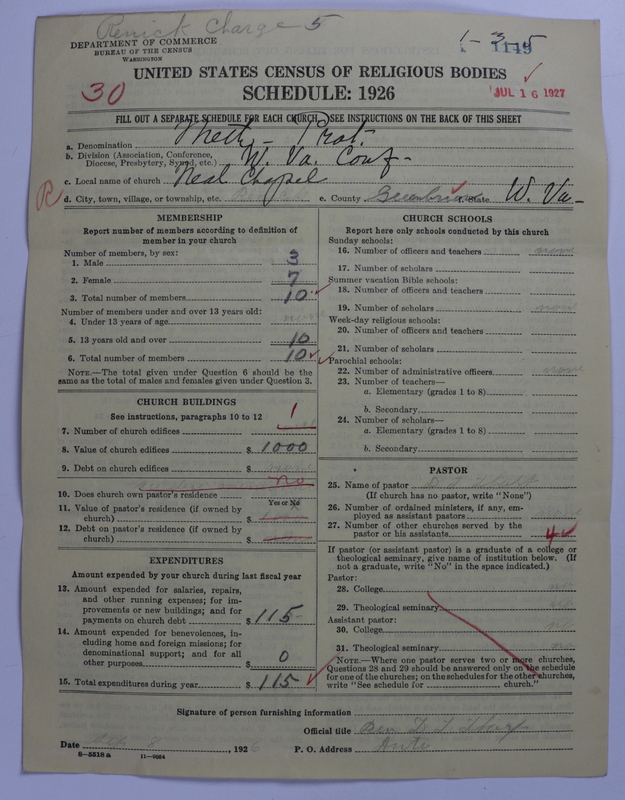 Renick Charge 5
1-3-5
1119
DEPARTMENT OF COMMERCE
BUREAU OF THE CENSUS
WASHINGTON
UNITED STATES CENSUS OF RELIGIOUS BODIES
30
SCHEDULE: 1926
JUL 16 1927
FILL OUT A SEPARATE SCHEDULE FOR EACH CHURCH. SEE INSTRUCTIONS ON THE BACK OF THIS SHEET
a. Denomination Meth- Prot.
b. Division (Association, Conference, Diocese, Presbytery, Synod, etc.) W. Va. Conf-
c. Local name of church Neal Chapel
R
d. City, town, village, or township, etc. e. County Greenbrier State W. Va-
MEMBERSHIP
Report number of members according to definition of
member in your church
Number of members, by sex:
1. Male 3
2. Female 7
3. Total number of members 10
Number of members under and over 13 years old:
4. Under 13 years of age none
5. 13 years old and over 10
6. Total number of members 10
NOTE.—The total given under Question 6 should be
the same as the total of males and females given under Question 3.
CHURCH BUILDINGS
See instructions, paragraphs 10 to 12
7. Number of church edifices 1
8. Value of church edifices $ 1000
9. Debt on church edifices $
no
10. Does church own pastor's residence
Yes or No
11. Value of pastor's residence (if owned by
church) $
12. Debt on pastor's residence (if owned by
church) $
EXPENDITURES
Amount expended by your church during last fiscal year
13. Amount expended for salaries, repairs,
and other running expenses; for im-
provements or new buildings; and for
payments on church debt $ 115-
14. Amount expended for benevolences, in-
cluding home and foreign missions; for
denominational support; and for all
other purposes $ 0
15. Total expenditures during year $ 115
CHURCH SCHOOLS
Report here only schools conducted by this church
Sunday schools:
16. Number of officers and teachers none
17. Number of scholars
Summer vacation Bible schools:
18. Number of officers and teachers
19. Number of scholars none
Week-day religious schools:
20. Number of officers and teachers
21. Number of scholars
Parochial schools:
22. Number of administrative officers none
23. Number of teachers—
a. Elementary (grades 1 to 8)
b. Secondary
24. Number of scholars—
a. Elementary (grades 1 to 8)
b. Secondary
PASTOR
25. Name of pastor
(If church has no pastor, write "None")
26. Number of ordained ministers, if any, em-
ployed as assistant pastors
27. Number of other churches served by the
pastor or his assistants 4
If pastor (or assistant pastor) is a graduate of a college or
theological seminary, give name of institution below. (If
not a graduate, write "No" in the space indicated.)
Pastor:
28. College no
29. Theological seminary no
Assistant pastor:
30. College no
31. Theological seminary no
NOTE.—Where one pastor serves two or more churches,
Questions 28 and 29 should be answered only on the schedule
for one of the churches; on the schedules for the other churches,
write "See schedule for church."
Signature of person furnishing information
Official title
Date , 1926 P. O. Address
8—5518a 11—9084